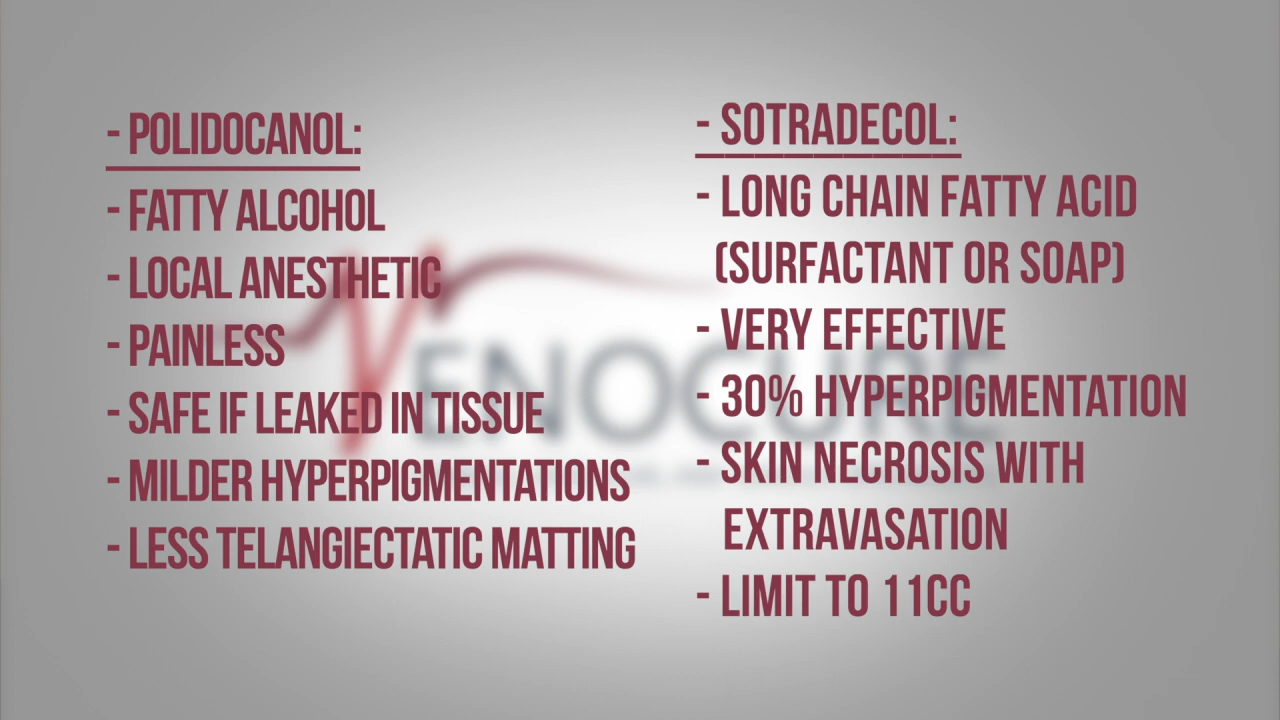 - POLIDOCANOL:
- FATTY ALCOHOL
- LOCAL ANESTHETIC
- PAINLESS
- SAFE IF LEAKED IN TISSUE
- MILDER HYPERPIGMENTATIONS
- LESS TELANGIECTATIC MATTING
- SOTRADECOL:
- LONG CHAIN FATTY ACID
(SURFACTANT OR SOAP)
- VERY EFFECTIVE
- 30% HYPERPIGMENTATION
- SKIN NECROSIS WITH
EXTRAVASATION
- LIMIT TO 11CC
VENOCURE